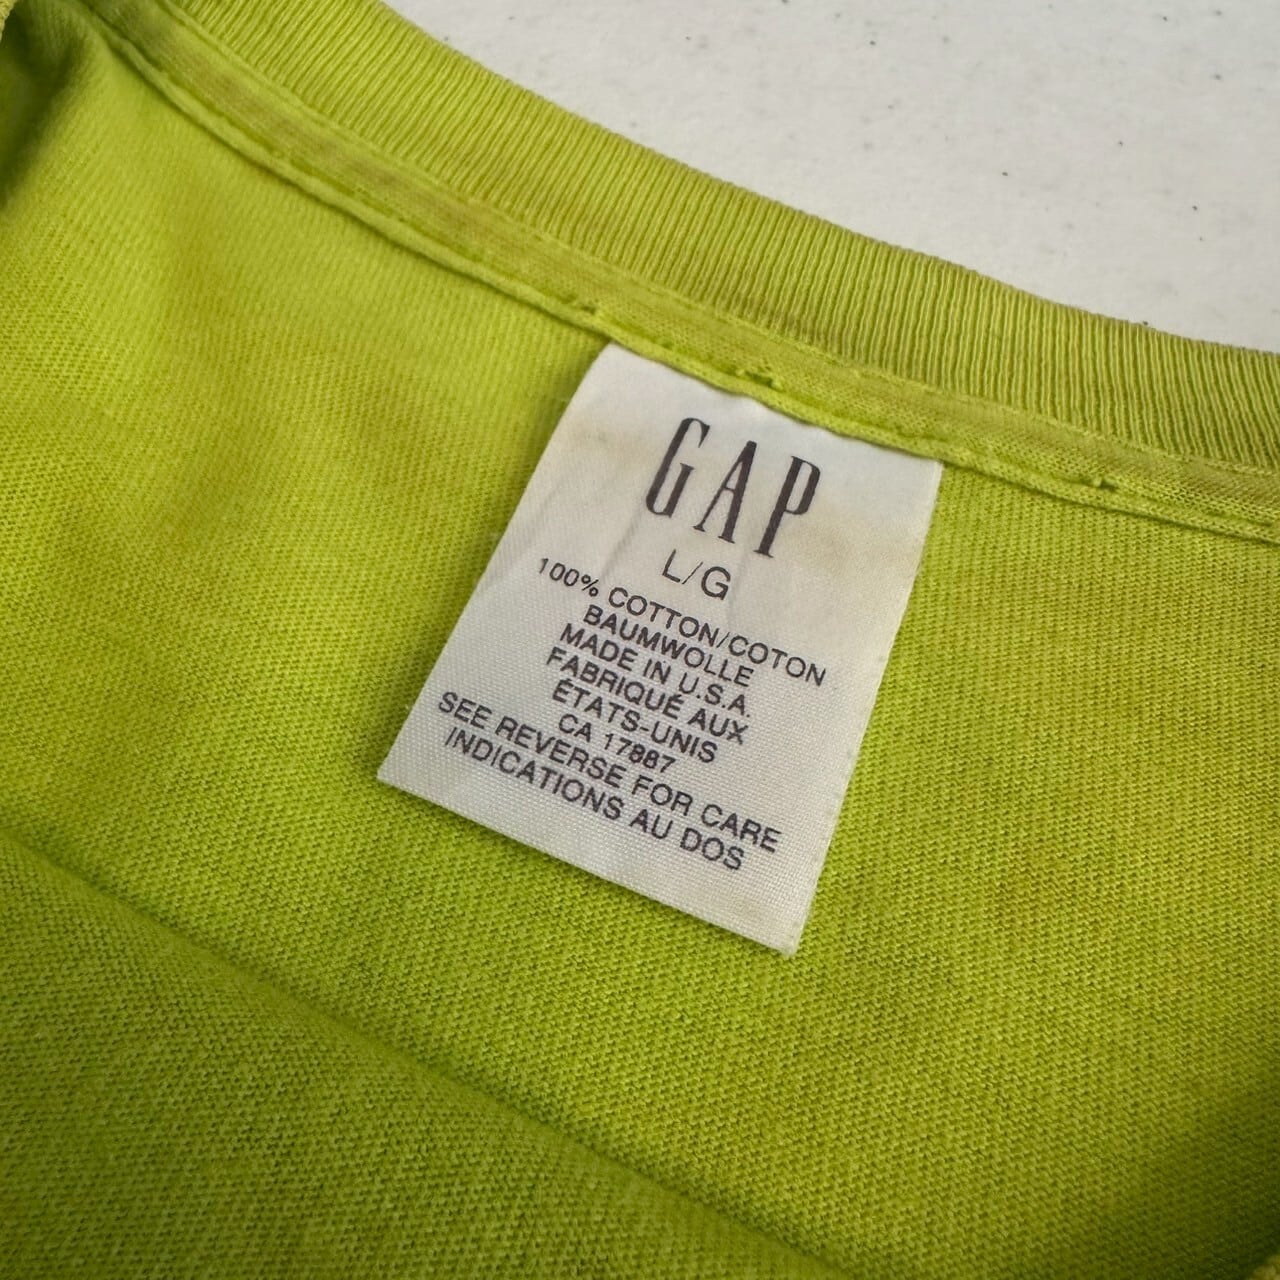 GAP
L/G
100% COTTON/COTON
BAUMWOLLE
MADE IN U.S.A.
FABRIQUÉ AUX
ÉTATS-UNIS
CA 17887
SEE REVERSE FOR CARE
INDICATIONS AU DOS